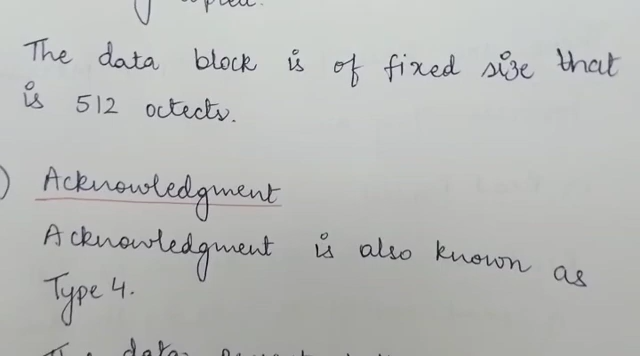 The data block is of fixed size that
is 512 octects.
Acknowledgment
Acknowledgment is also known as
Type 4.